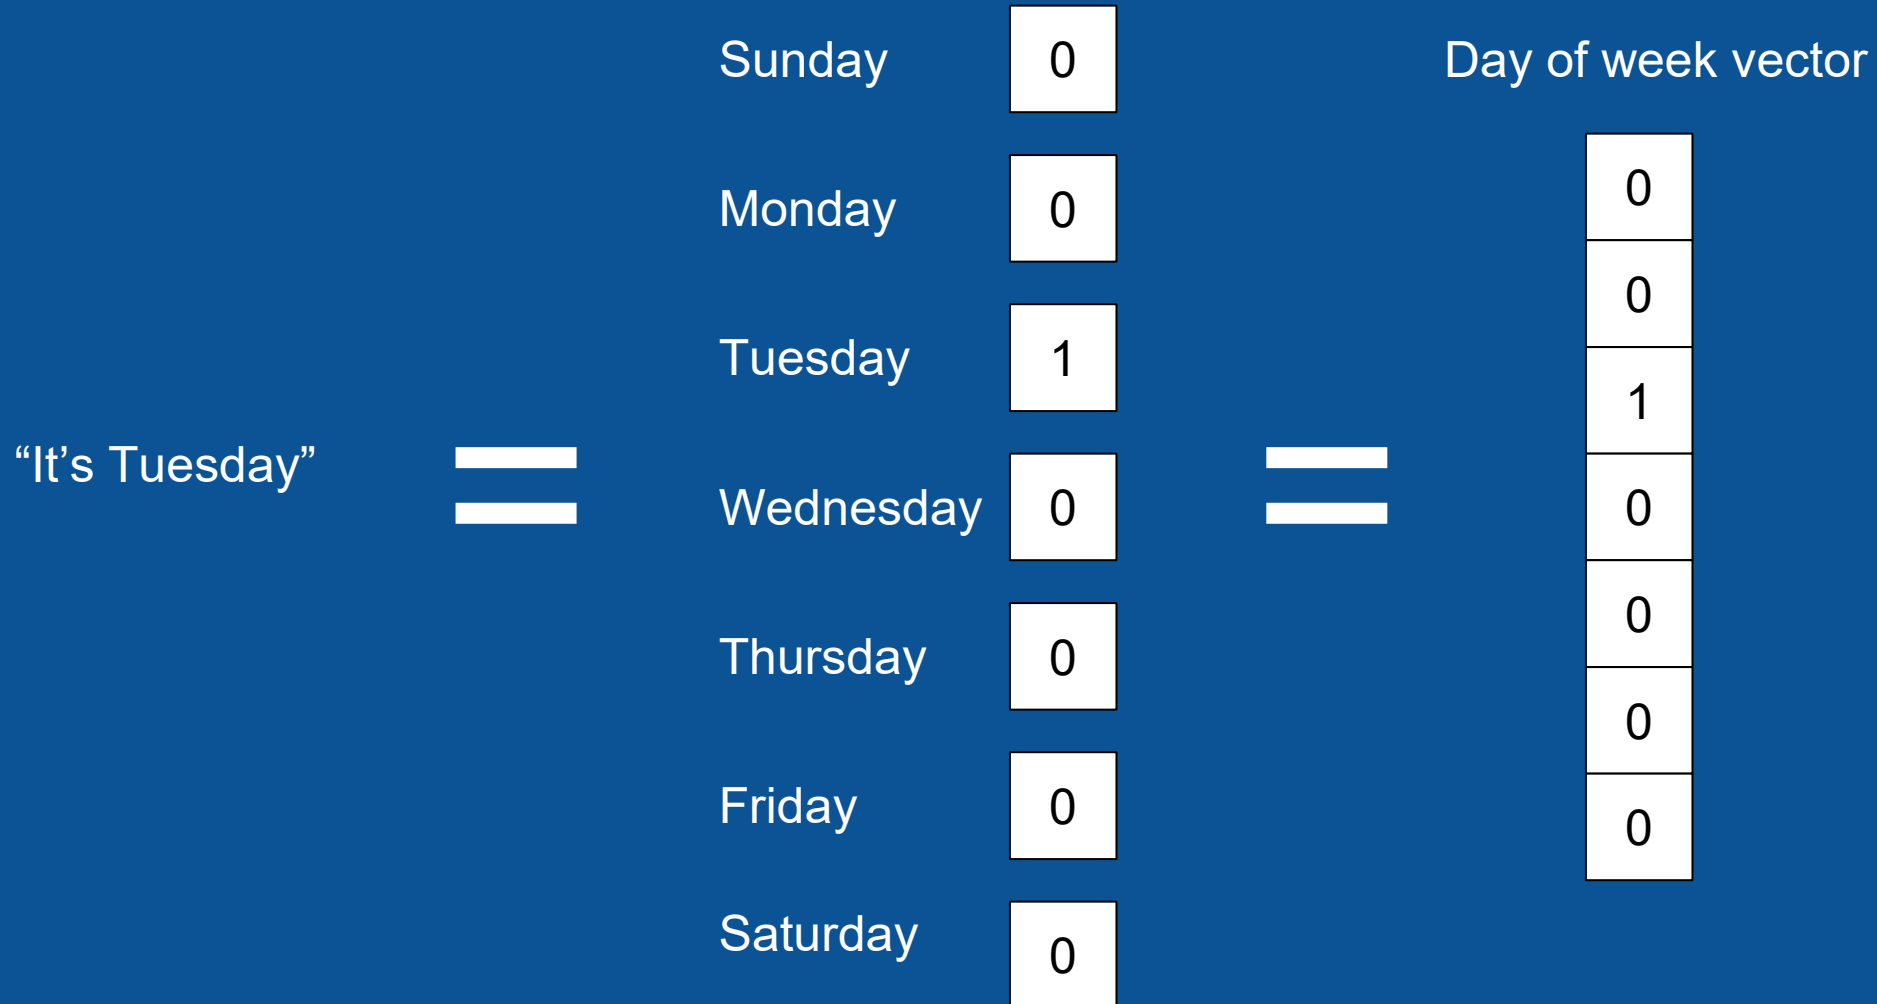 Sunday 0 Day of week vector
0
Monday 0
0
Tuesday 1
1
“It’s Tuesday”
Wednesday 0 0
0
Thursday 0
0
Friday 0
0
Saturday 0